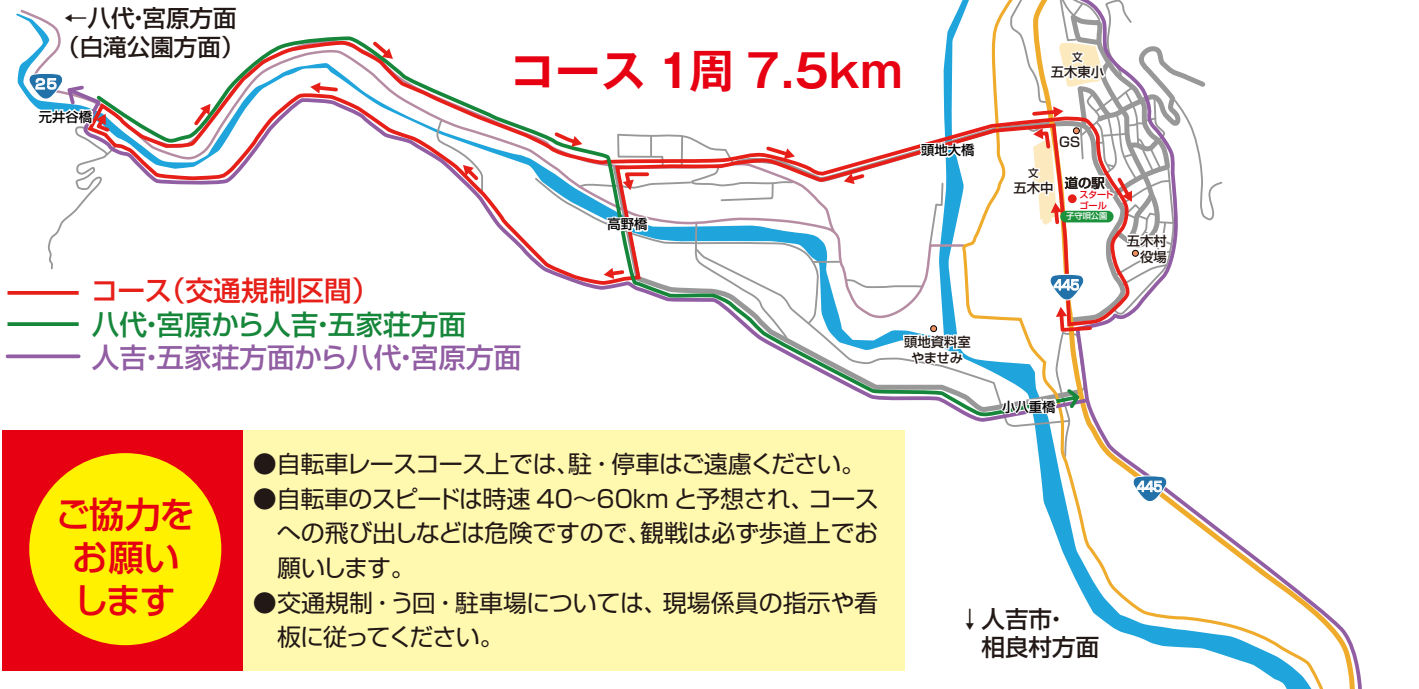 ←八代・宮原方面
（白滝公園方面）
コース 1周 7.5km
25
元井谷橋
文
五木東小
GS
頭地大橋
文
五木中
道の駅
スタート
ゴール
子守唄公園
高野橋
五木村
役場
445
コース（交通規制区間）
八代・宮原から人吉・五家荘方面
人吉・五家荘方面から八代・宮原方面
頭地資料室
やませみ
小八重橋
445
ご協力を
お願い
します
●自転車レースコース上では、駐・停車はご遠慮ください。
●自転車のスピードは時速 40〜60km と予想され、コース
への飛び出しなどは危険ですので、観戦は必ず歩道上でお
願いします。
●交通規制・う回・駐車場については、現場係員の指示や看
板に従ってください。
↓人吉市・
相良村方面